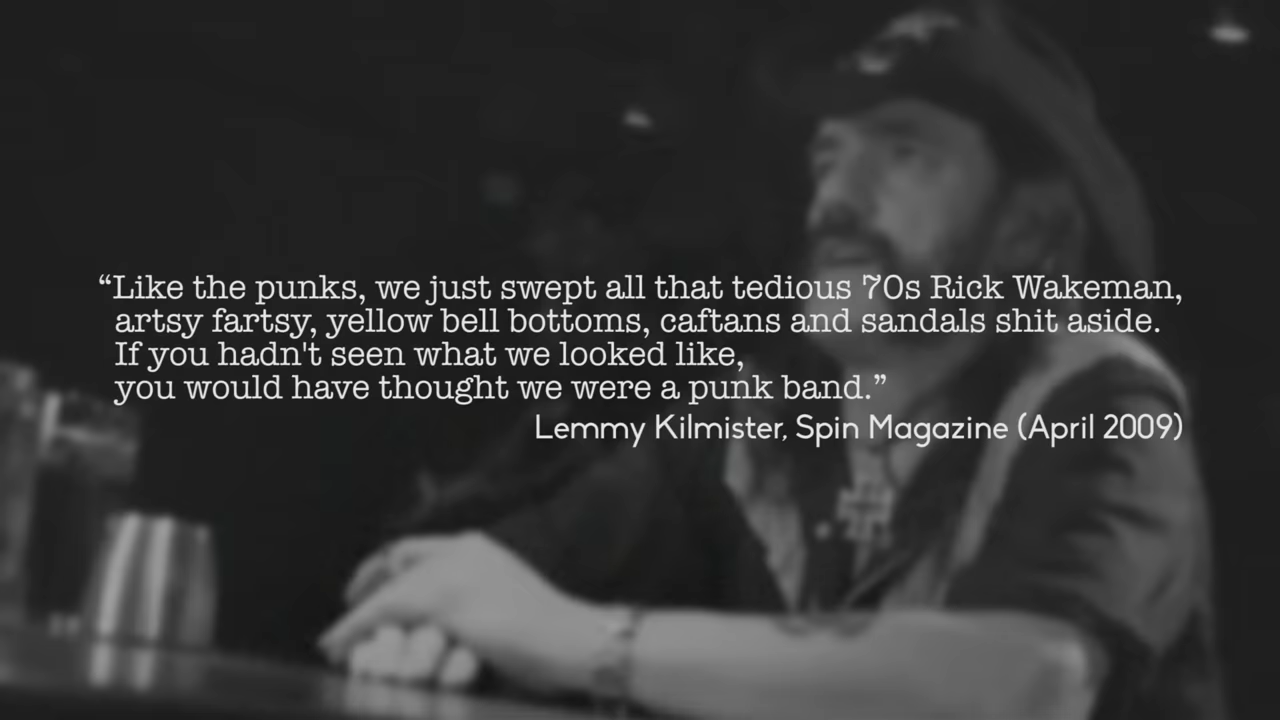 “Like the punks, we just swept all that tedious 70s Rick Wakeman,
artsy fartsy, yellow bell bottoms, caftans and sandals shit aside.
If you hadn't seen what we looked like,
you would have thought we were a punk band.”
Lemmy Kilmister, Spin Magazine (April 2009)